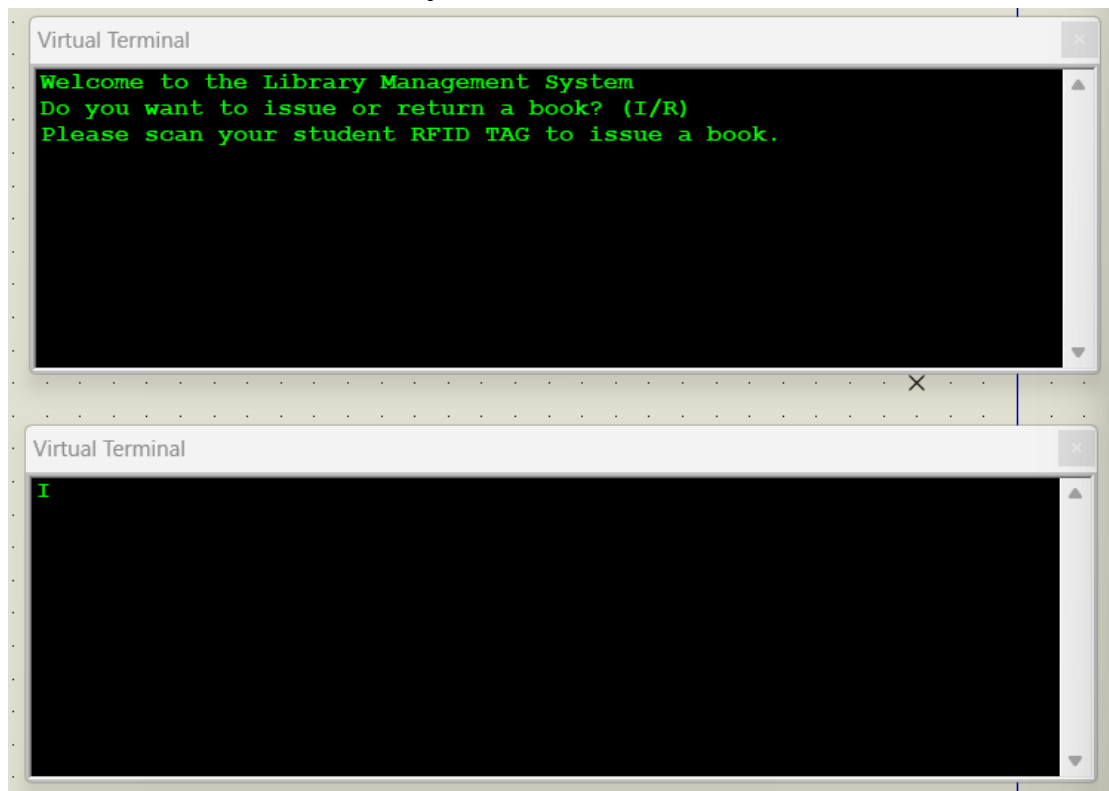 Virtual Terminal
Welcome to the Library Management System
Do you want to issue or return a book? (I/R)
Please scan your student RFID TAG to issue a book.
Virtual Terminal
I